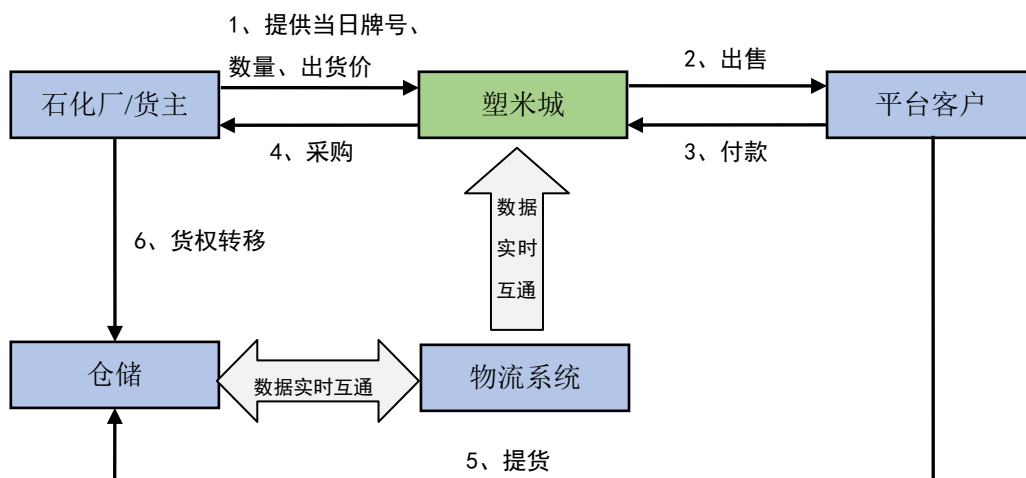 1、提供当日牌号、
数量、出货价
2、出售
石化厂/货主
塑米城
平台客户
4、采购
3、付款
数据
实时
互通
6、货权转移
仓储
数据实时互通
物流系统
5、提货